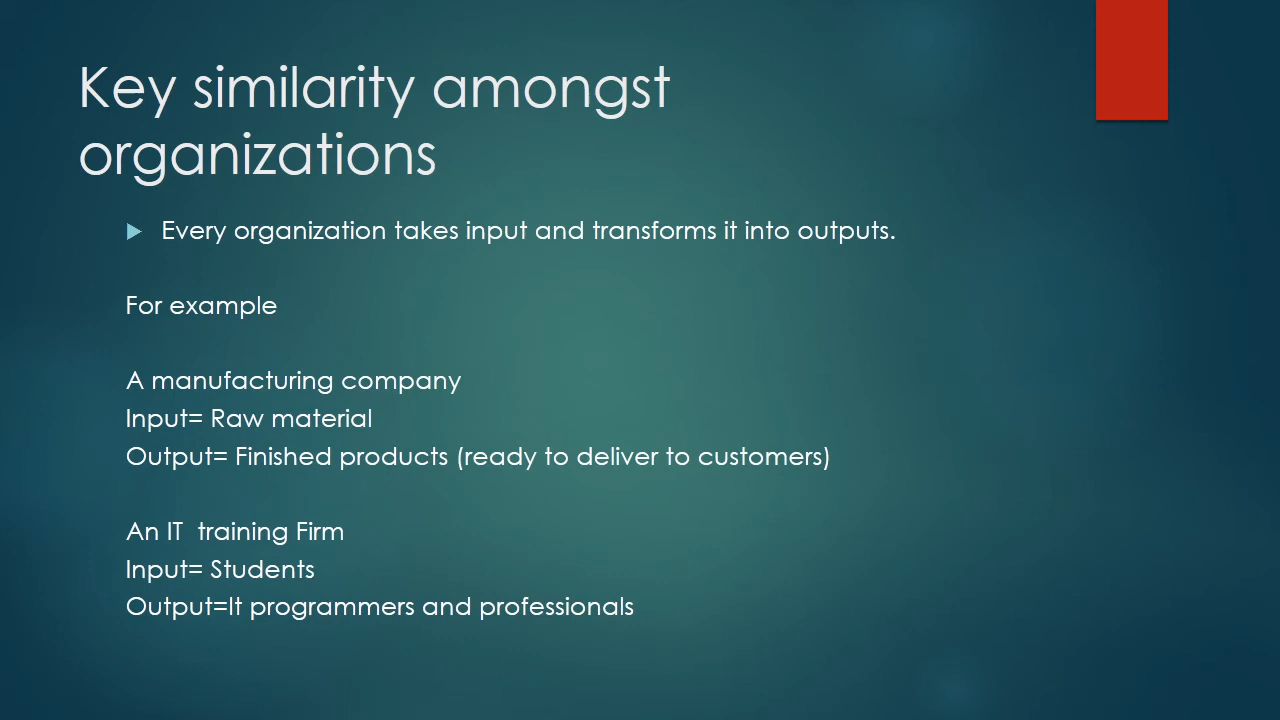 Key similarity amongst
organizations
Every organization takes input and transforms it into outputs.
For example
A manufacturing company
Input= Raw material
Output= Finished products (ready to deliver to customers)
An IT  training Firm
Input= Students
Output=It programmers and professionals